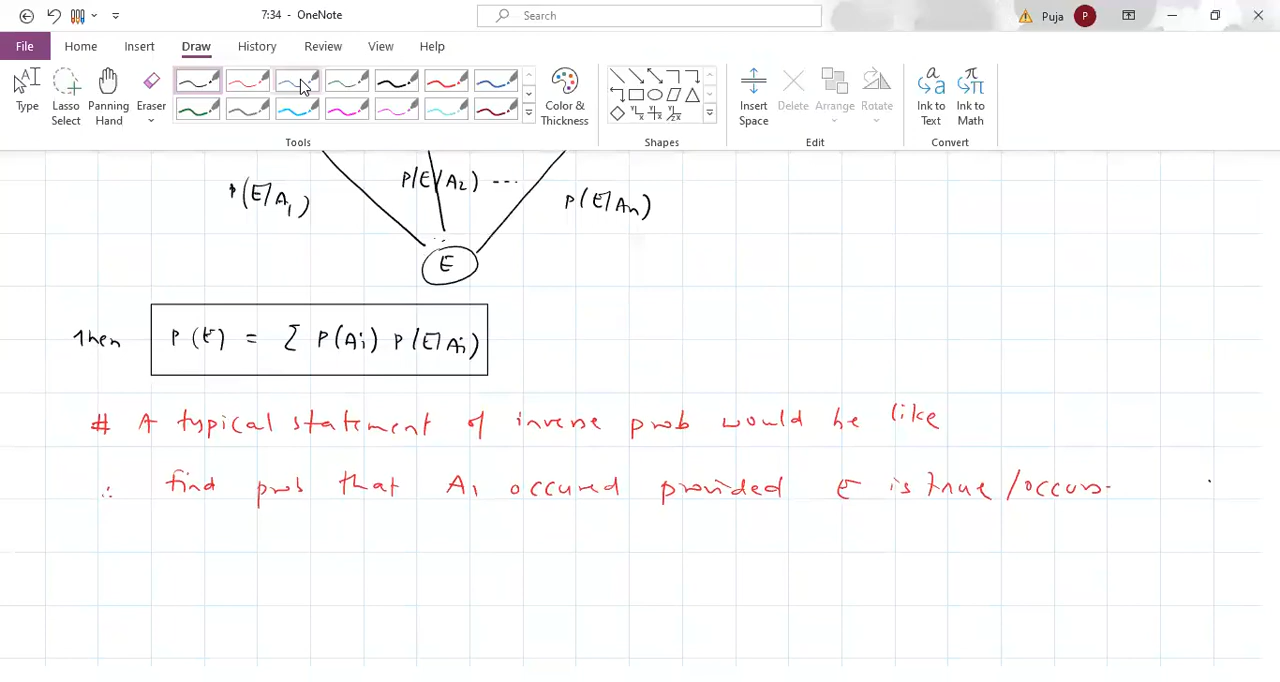 7:34 - OneNote
Search
Puja
P
File Home Insert Draw History Review View Help
Type
Lasso Select
Panning Hand
Eraser
Color & Thickness
Insert Space
Delete
Arrange
Rotate
Ink to Text
Ink to Math
Tools
Shapes
Edit
Convert
P(E/A1)
P(E/A2) ...
P(E/An)
E
Then P(E) = Σ P(Ai) P(E/Ai)
# A typical statement of inverse prob would be like
∴ find prob that A1 occured provided E is true/occurs.